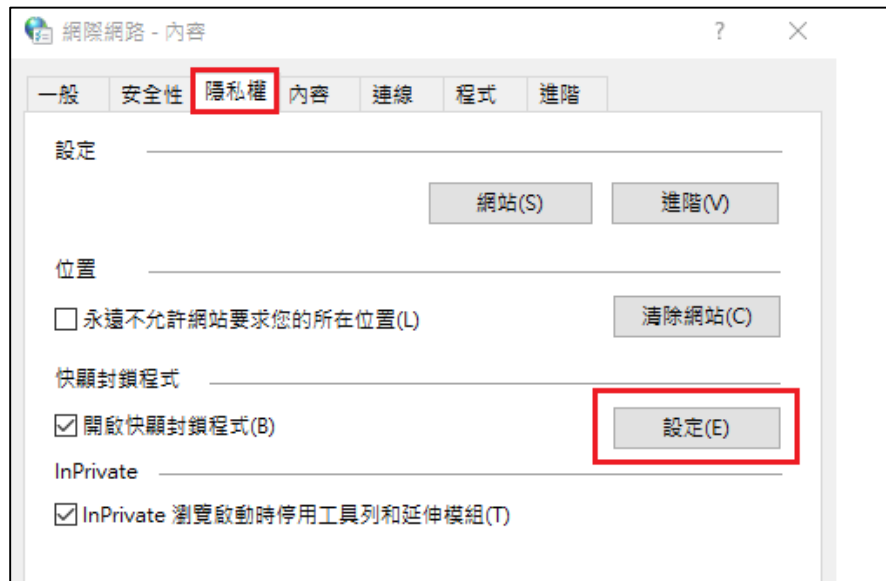 網際網路 - 內容 ?
一般 安全性 隱私權 內容 連線 程式 進階
設定
網站(S) 進階(V)
位置
永遠不允許網站要求您的所在位置(L) 清除網站(C)
快顯封鎖程式
開啟快顯封鎖程式(B) 設定(E)
InPrivate
InPrivate 瀏覽啟動時停用工具列和延伸模組(T)